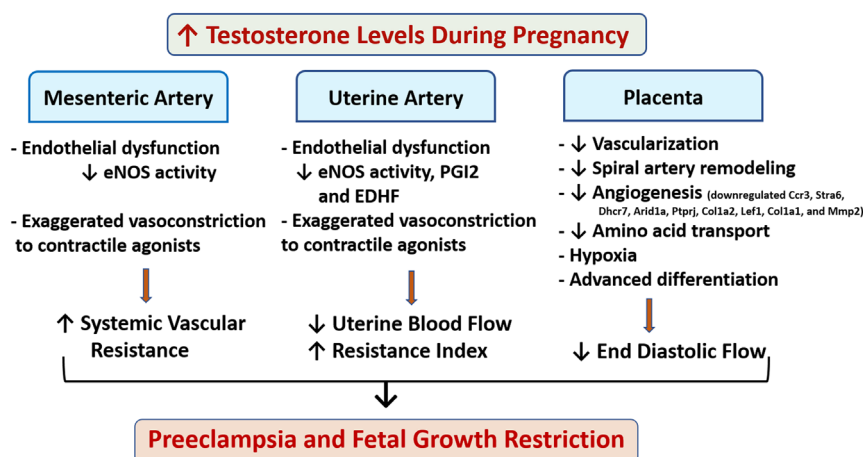 ↑ Testosterone Levels During Pregnancy
Mesenteric Artery
- Endothelial dysfunction
↓ eNOS activity
- Exaggerated vasoconstriction
to contractile agonists
↑ Systemic Vascular
Resistance
Uterine Artery
- Endothelial dysfunction
↓ eNOS activity, PGI2
and EDHF
- Exaggerated vasoconstriction
to contractile agonists
↓ Uterine Blood Flow
↑ Resistance Index
Placenta
- ↓ Vascularization
- ↓ Spiral artery remodeling
- ↓ Angiogenesis (downregulated Ccr3, Stra6,
Dhcr7, Arid1a, Ptprj, Col1a2, Lef1, Col1a1, and Mmp2)
- ↓ Amino acid transport
- Hypoxia
- Advanced differentiation
↓ End Diastolic Flow
Preeclampsia and Fetal Growth Restriction